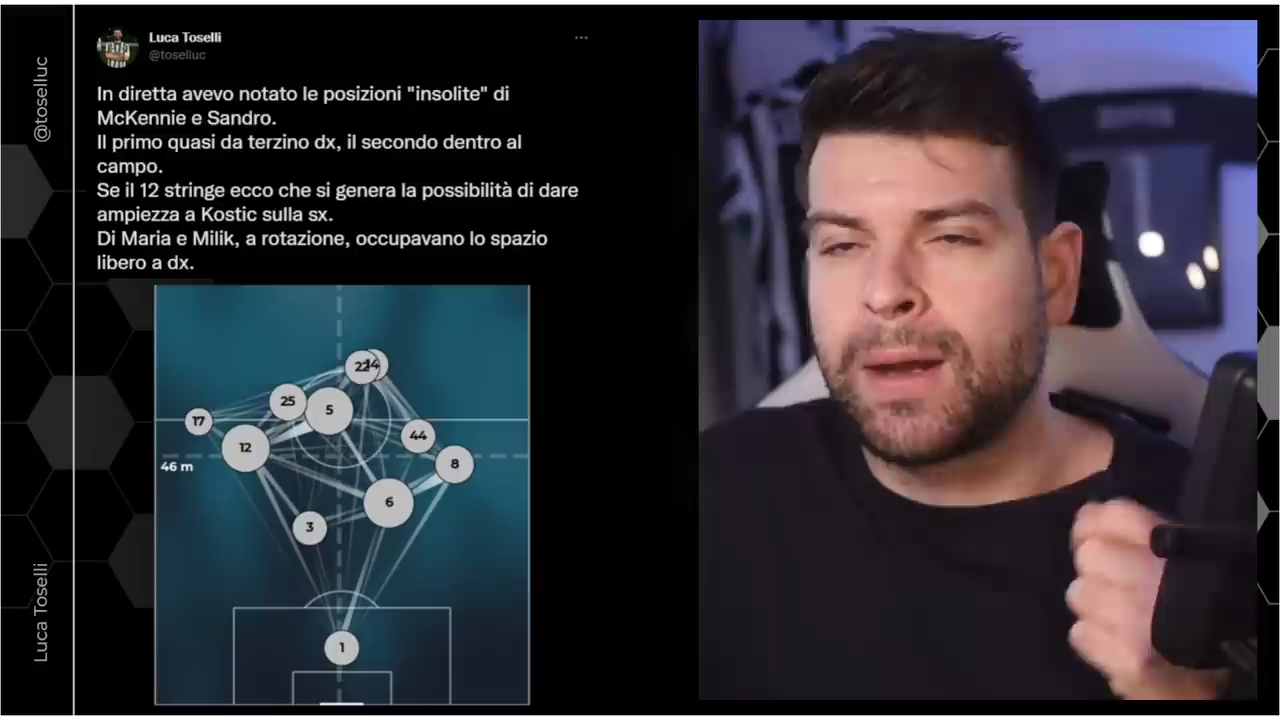 @toselluc
Luca Toselli
Luca Toselli
@toselluc
In diretta avevo notato le posizioni "insolite" di
McKennie e Sandro.
Il primo quasi da terzino dx, il secondo dentro al
campo.
Se il 12 stringe ecco che si genera la possibilità di dare
ampiezza a Kostic sulla sx.
Di Maria e Milik, a rotazione, occupavano lo spazio
libero a dx.
22
14
25
5
17
44
12
8
46 m
6
3
1